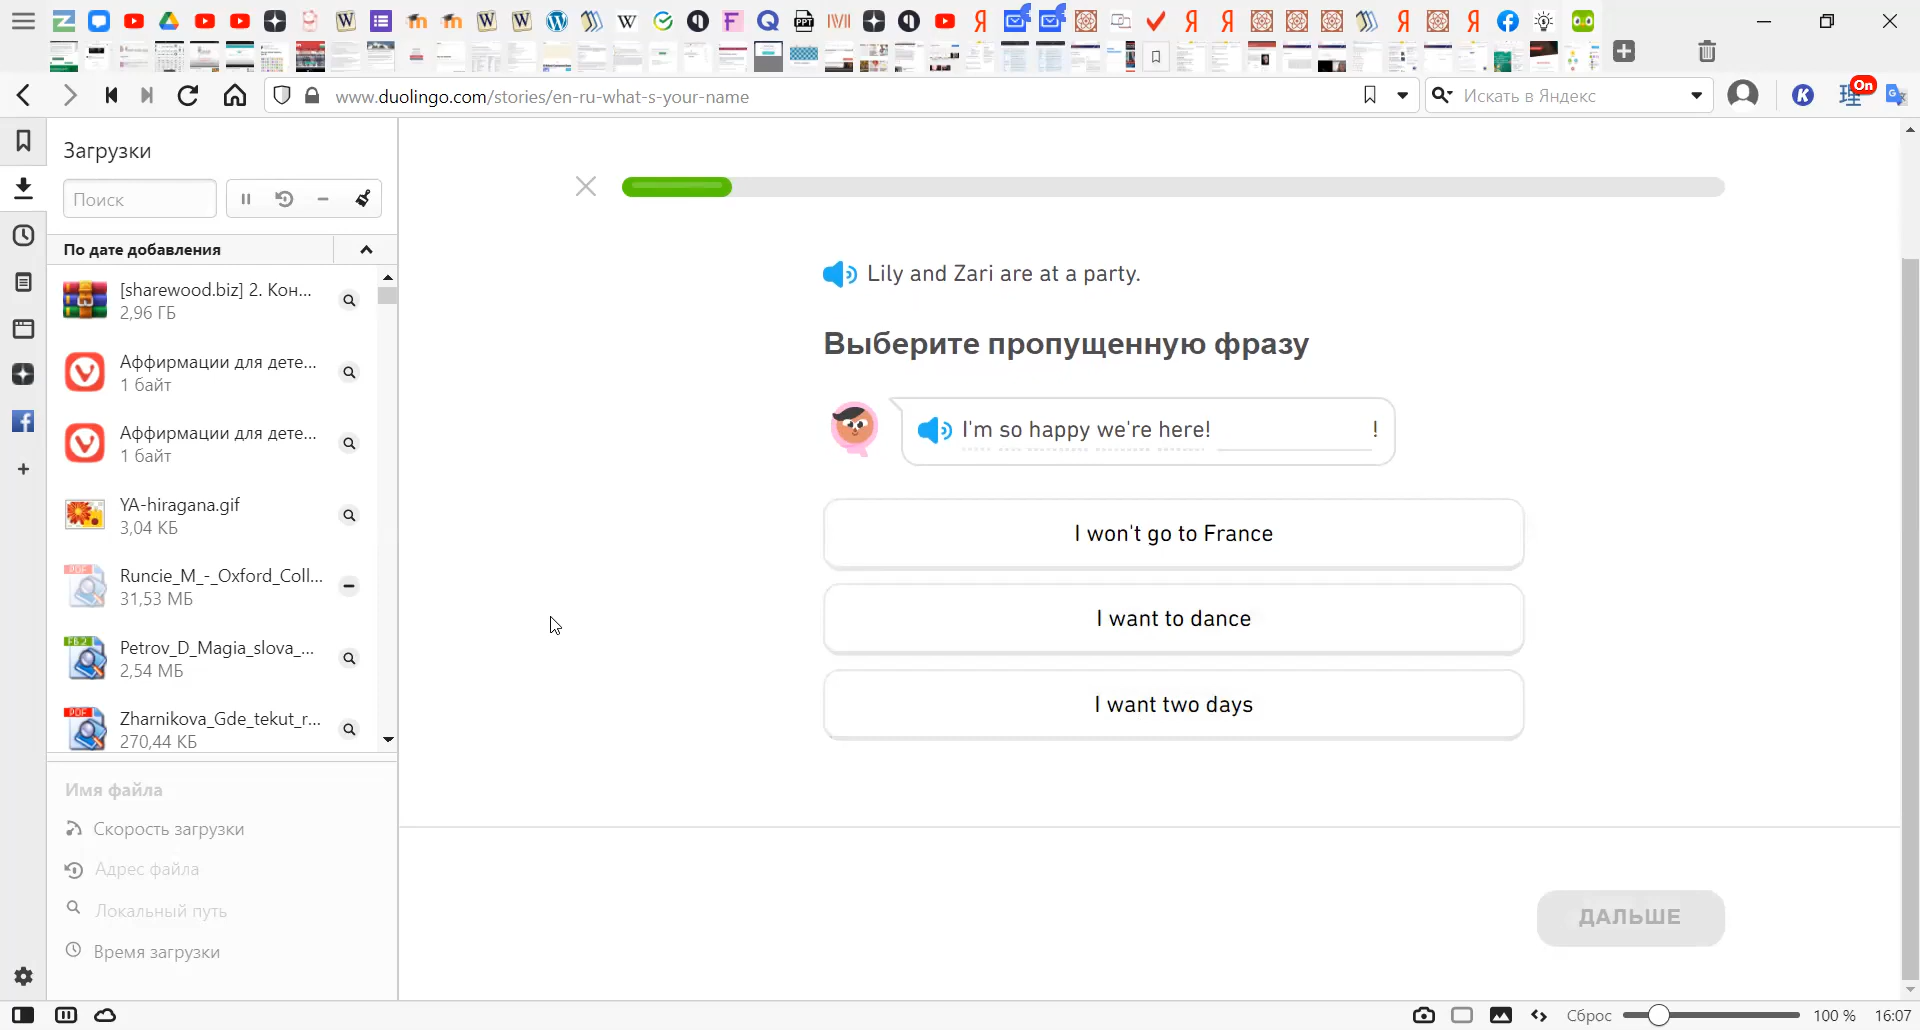 www.duolingo.com/stories/en-ru-what-s-your-name
Искать в Яндекс
On
Загрузки
Поиск
По дате добавления
[sharewood.biz] 2. Кон...
2,96 ГБ
Аффирмации для дете...
1 байт
Аффирмации для дете...
1 байт
YA-hiragana.gif
3,04 КБ
Runcie_M_-_Oxford_Coll...
31,53 МБ
Petrov_D_Magia_slova_...
2,54 МБ
Zharnikova_Gde_tekut_r...
270,44 КБ
Имя файла
Скорость загрузки
Адрес файла
Локальный путь
Время загрузки
Lily and Zari are at a party.
Выберите пропущенную фразу
I'm so happy we're here! !
I won't go to France
I want to dance
I want two days
ДАЛЬШЕ
Сброс
100 %
16:07